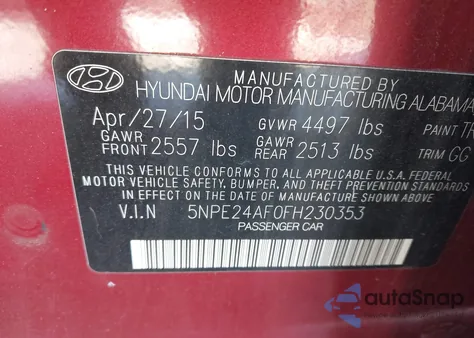 MANUFACTURED BY
HYUNDAI MOTOR MANUFACTURING ALABAMA
Apr/27/15 GVWR 4497 lbs PAINT
GAWR FRONT 2557 lbs GAWR REAR 2513 lbs TRIM GC
THIS VEHICLE CONFORMS TO ALL APPLICABLE U.S.A. FEDERAL
MOTOR VEHICLE SAFETY, BUMPER, AND THEFT PREVENTION STANDARDS
IN EFFECT ON THE DATE OF MANUFACTURE SHOWN ABOVE.
V.I.N 5NPE24AF0FH230353
PASSENGER CAR
autoSnap